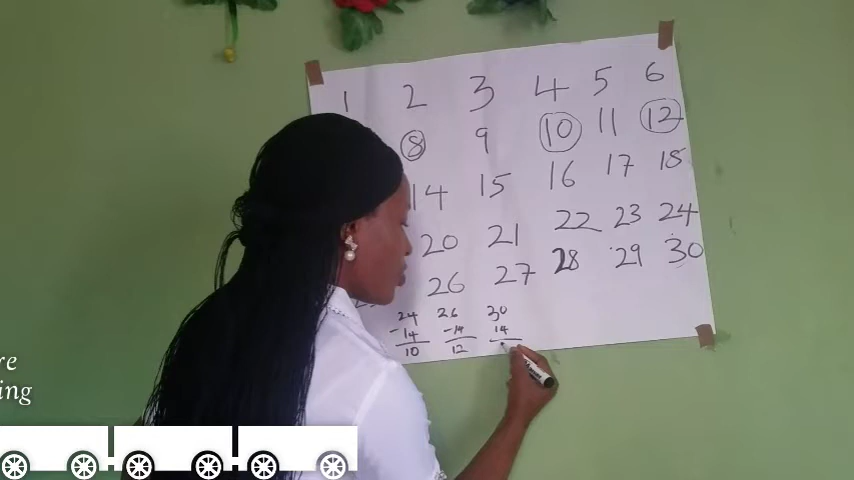 1 2 3 4 5 6
8 9 10 11 12
14 15 16 17 18
20 21 22 23 24
26 27 28 29 30
24 26 30
-14 -14 14
10 12
re
ing